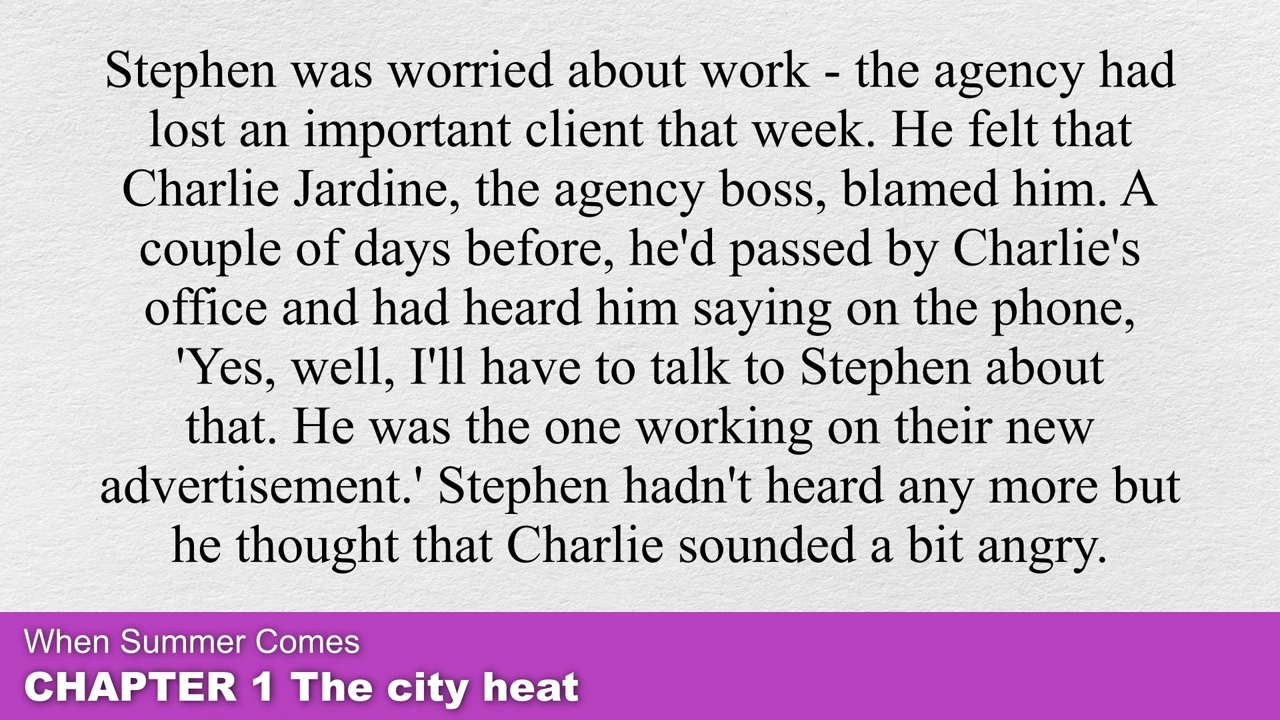 Stephen was worried about work - the agency had
lost an important client that week. He felt that
Charlie Jardine, the agency boss, blamed him. A
couple of days before, he'd passed by Charlie's
office and had heard him saying on the phone,
'Yes, well, I'll have to talk to Stephen about
that. He was the one working on their new
advertisement.' Stephen hadn't heard any more but
he thought that Charlie sounded a bit angry.
When Summer Comes
CHAPTER 1 The city heat